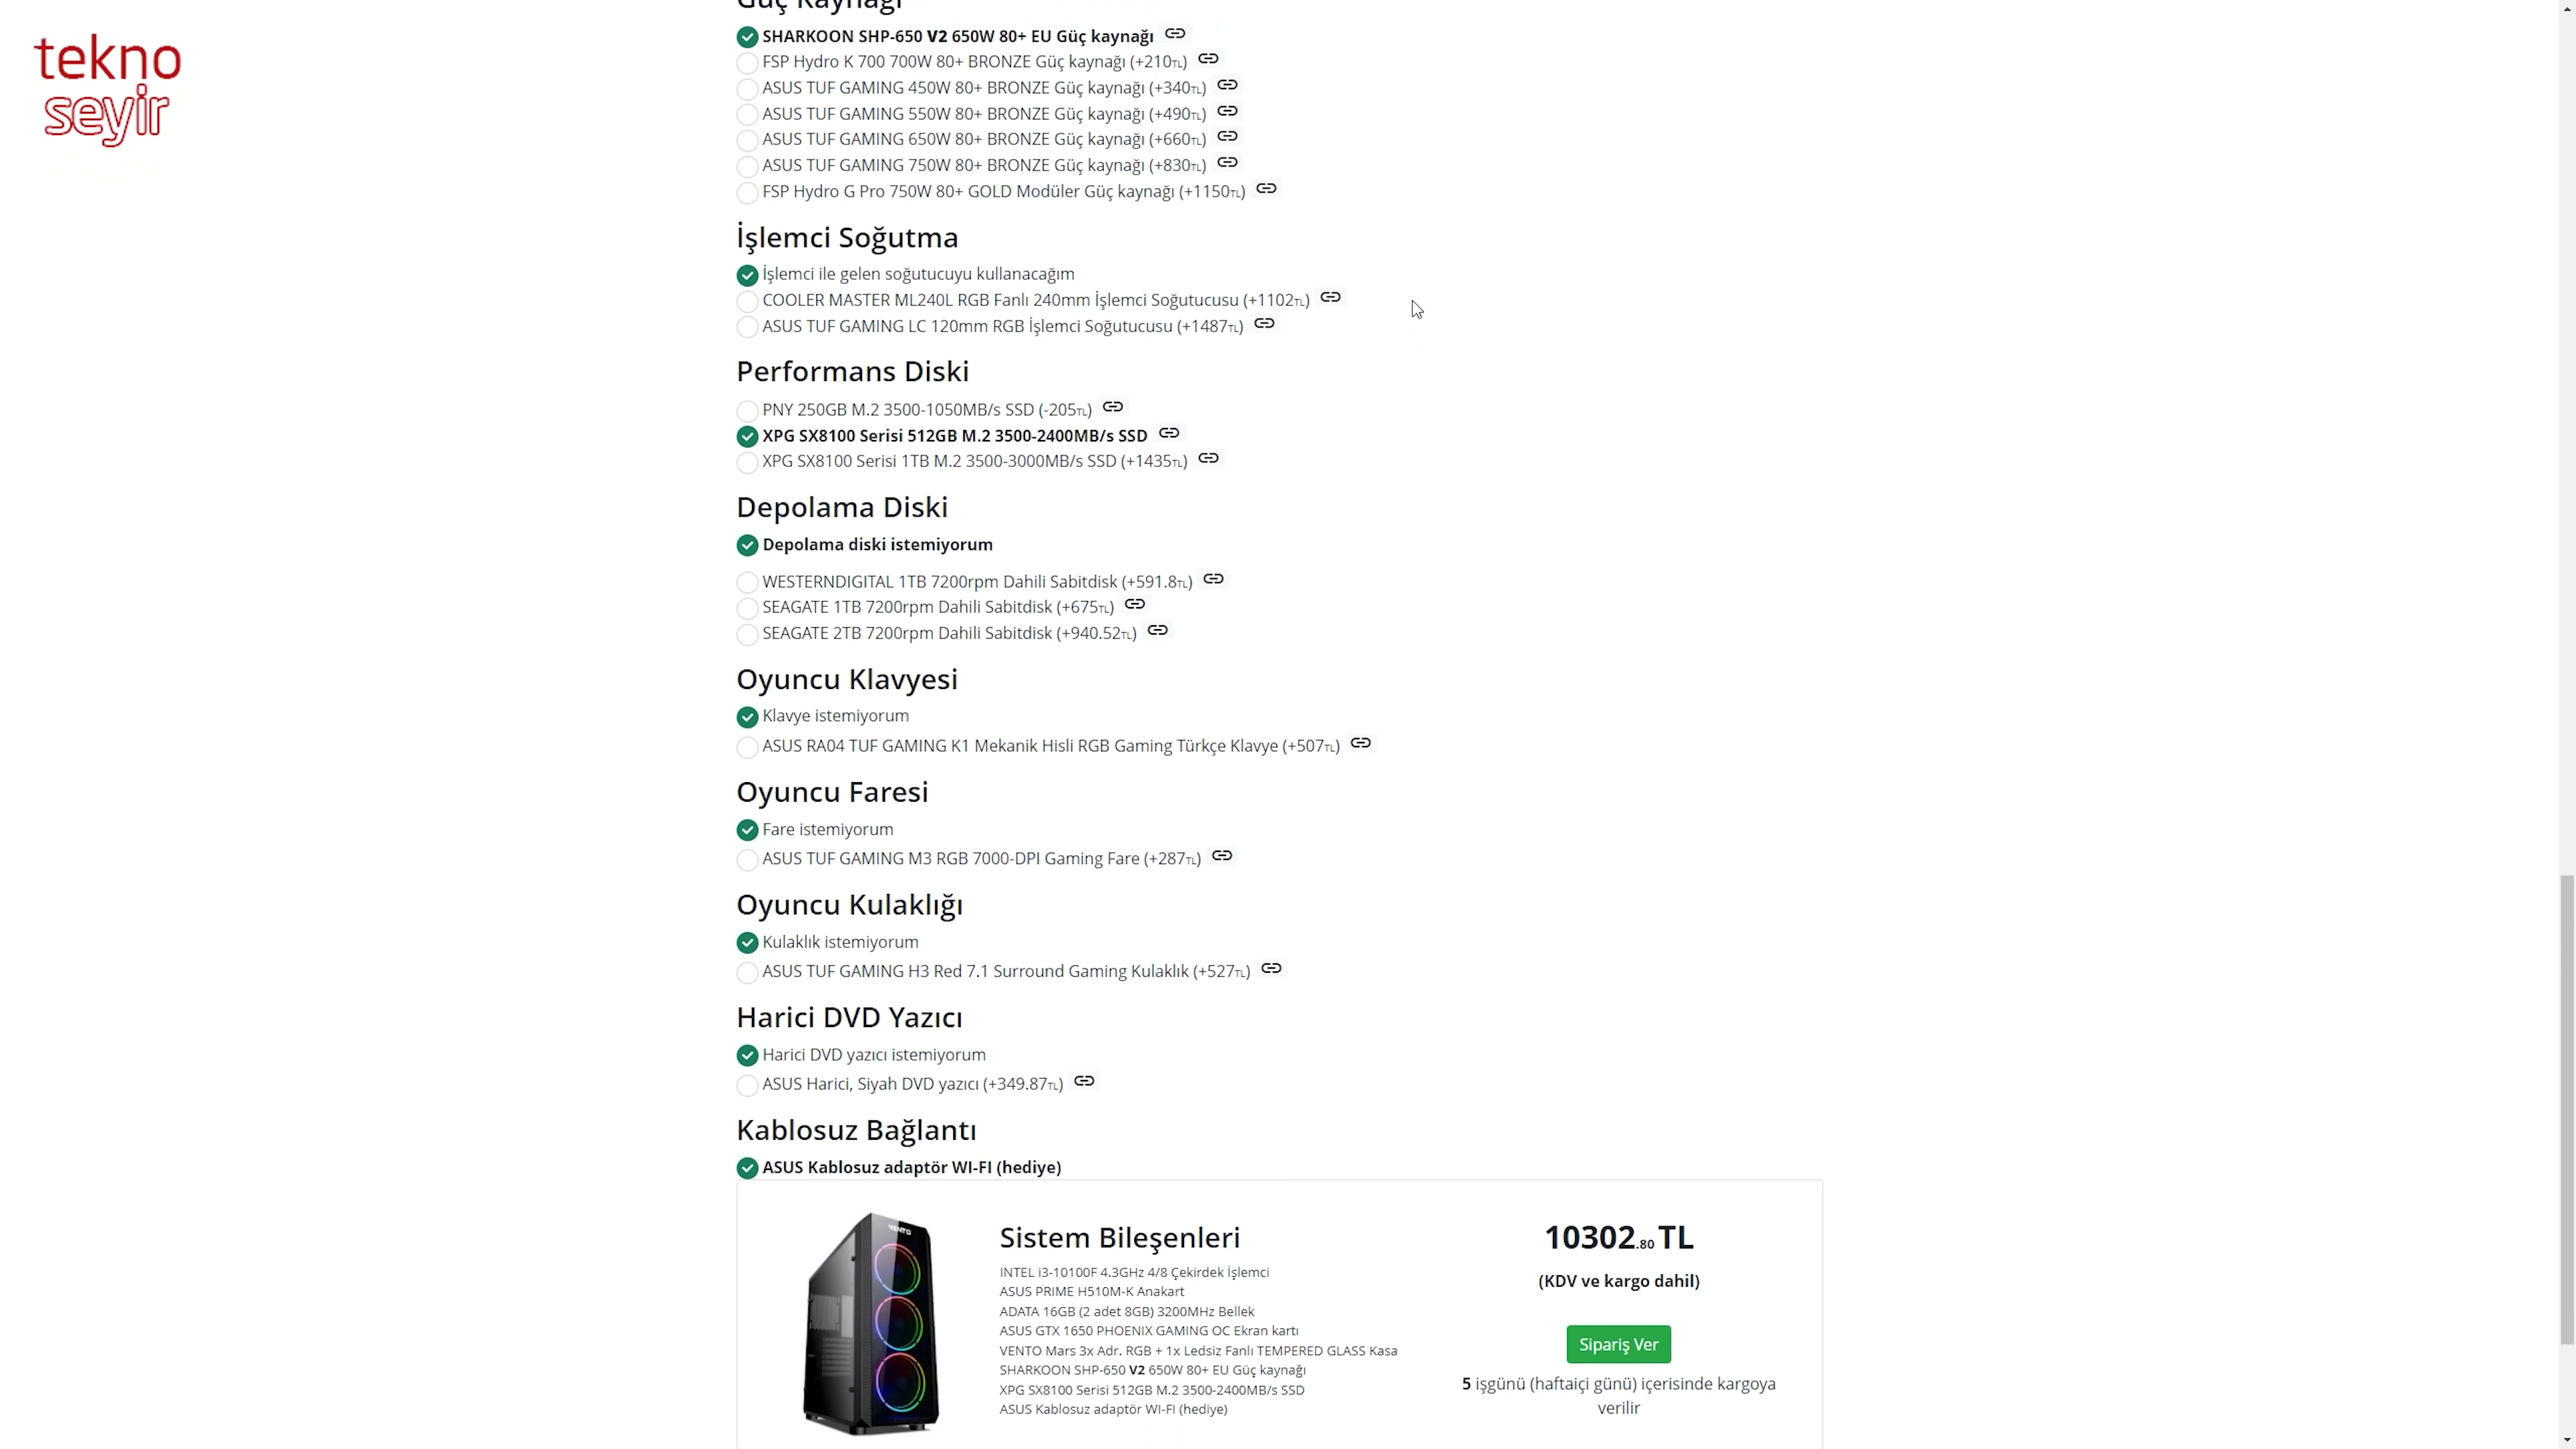 tekno
seyir
Güç Kaynağı
SHARKOON SHP-650 V2 650W 80+ EU Güç kaynağı
FSP Hydro K 700 700W 80+ BRONZE Güç kaynağı (+210TL)
ASUS TUF GAMING 450W 80+ BRONZE Güç kaynağı (+340TL)
ASUS TUF GAMING 550W 80+ BRONZE Güç kaynağı (+490TL)
ASUS TUF GAMING 650W 80+ BRONZE Güç kaynağı (+660TL)
ASUS TUF GAMING 750W 80+ BRONZE Güç kaynağı (+830TL)
FSP Hydro G Pro 750W 80+ GOLD Modüler Güç kaynağı (+1150TL)
İşlemci Soğutma
İşlemci ile gelen soğutucuyu kullanacağım
COOLER MASTER ML240L RGB Fanlı 240mm İşlemci Soğutucusu (+1102TL)
ASUS TUF GAMING LC 120mm RGB İşlemci Soğutucusu (+1487TL)
Performans Diski
PNY 250GB M.2 3500-1050MB/s SSD (-205TL)
XPG SX8100 Serisi 512GB M.2 3500-2400MB/s SSD
XPG SX8100 Serisi 1TB M.2 3500-3000MB/s SSD (+1435TL)
Depolama Diski
Depolama diski istemiyorum
WESTERNDIGITAL 1TB 7200rpm Dahili Sabitdisk (+591.8TL)
SEAGATE 1TB 7200rpm Dahili Sabitdisk (+675TL)
SEAGATE 2TB 7200rpm Dahili Sabitdisk (+940.52TL)
Oyuncu Klavyesi
Klavye istemiyorum
ASUS RA04 TUF GAMING K1 Mekanik Hisli RGB Gaming Türkçe Klavye (+507TL)
Oyuncu Faresi
Fare istemiyorum
ASUS TUF GAMING M3 RGB 7000-DPI Gaming Fare (+287TL)
Oyuncu Kulaklığı
Kulaklık istemiyorum
ASUS TUF GAMING H3 Red 7.1 Surround Gaming Kulaklık (+527TL)
Harici DVD Yazıcı
Harici DVD yazıcı istemiyorum
ASUS Harici, Siyah DVD yazıcı (+349.87TL)
Kablosuz Bağlantı
ASUS Kablosuz adaptör WI-FI (hediye)
VENTO
Sistem Bileşenleri
INTEL i3-10100F 4.3GHz 4/8 Çekirdek İşlemci
ASUS PRIME H510M-K Anakart
ADATA 16GB (2 adet 8GB) 3200MHz Bellek
ASUS GTX 1650 PHOENIX GAMING OC Ekran kartı
VENTO Mars 3x Adr. RGB + 1x Ledsiz Fanlı TEMPERED GLASS Kasa
SHARKOON SHP-650 V2 650W 80+ EU Güç kaynağı
XPG SX8100 Serisi 512GB M.2 3500-2400MB/s SSD
ASUS Kablosuz adaptör WI-FI (hediye)
10302.80 TL
(KDV ve kargo dahil)
Sipariş Ver
5 işgünü (haftaiçi günü) içerisinde kargoya
verilir